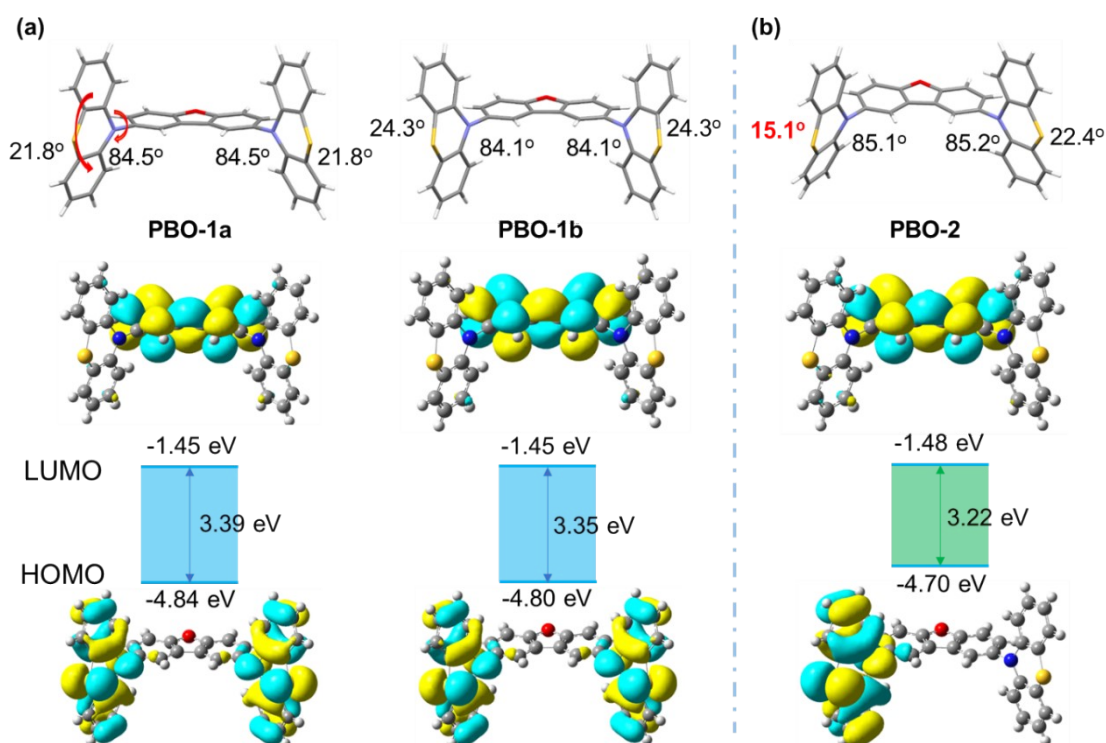 (a)
(b)
21.8° 84.5° 84.5° 21.8°
24.3° 84.1° 84.1° 24.3°
15.1° 85.1° 85.2° 22.4°
PBO-1a
PBO-1b
PBO-2
-1.45 eV
-1.45 eV
-1.48 eV
LUMO
3.39 eV
3.35 eV
3.22 eV
HOMO
-4.84 eV
-4.80 eV
-4.70 eV